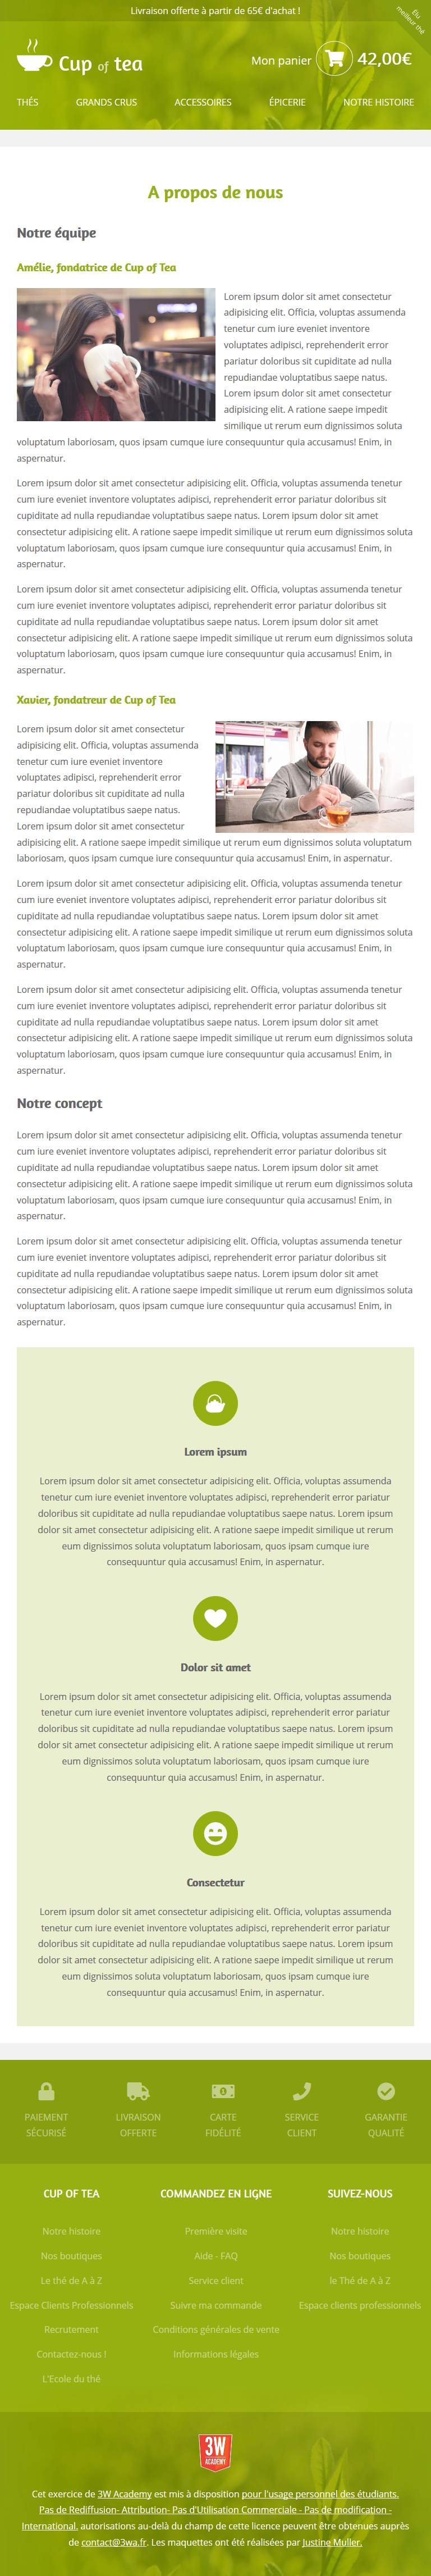 Livraison offerte à partir de 65€ d'achat !
Élu
meilleur thé
Cup of tea
Mon panier 42,00€
THÉS GRANDS CRUS ACCESSOIRES ÉPICERIE NOTRE HISTOIRE
A propos de nous
Notre équipe
Amélie, fondatrice de Cup of Tea
Lorem ipsum dolor sit amet consectetur
adipisicing elit. Officia, voluptas assumenda
tenetur cum iure eveniet inventore
voluptates adipisci, reprehenderit error
pariatur doloribus sit cupiditate ad nulla
repudiandae voluptatibus saepe natus.
Lorem ipsum dolor sit amet consectetur
adipisicing elit. A ratione saepe impedit
similique ut rerum eum dignissimos soluta
voluptatum laboriosam, quos ipsam cumque iure consequuntur quia accusamus! Enim, in
aspernatur.
Lorem ipsum dolor sit amet consectetur adipisicing elit. Officia, voluptas assumenda tenetur
cum iure eveniet inventore voluptates adipisci, reprehenderit error pariatur doloribus sit
cupiditate ad nulla repudiandae voluptatibus saepe natus. Lorem ipsum dolor sit amet
consectetur adipisicing elit. A ratione saepe impedit similique ut rerum eum dignissimos soluta
voluptatum laboriosam, quos ipsam cumque iure consequuntur quia accusamus! Enim, in
aspernatur.
Lorem ipsum dolor sit amet consectetur adipisicing elit. Officia, voluptas assumenda tenetur
cum iure eveniet inventore voluptates adipisci, reprehenderit error pariatur doloribus sit
cupiditate ad nulla repudiandae voluptatibus saepe natus. Lorem ipsum dolor sit amet
consectetur adipisicing elit. A ratione saepe impedit similique ut rerum eum dignissimos soluta
voluptatum laboriosam, quos ipsam cumque iure consequuntur quia accusamus! Enim, in
aspernatur.
Xavier, fondatreur de Cup of Tea
Lorem ipsum dolor sit amet consectetur
adipisicing elit. Officia, voluptas assumenda
tenetur cum iure eveniet inventore
voluptates adipisci, reprehenderit error
pariatur doloribus sit cupiditate ad nulla
repudiandae voluptatibus saepe natus.
Lorem ipsum dolor sit amet consectetur
adipisicing elit. A ratione saepe impedit similique ut rerum eum dignissimos soluta voluptatum
laboriosam, quos ipsam cumque iure consequuntur quia accusamus! Enim, in aspernatur.
Lorem ipsum dolor sit amet consectetur adipisicing elit. Officia, voluptas assumenda tenetur
cum iure eveniet inventore voluptates adipisci, reprehenderit error pariatur doloribus sit
cupiditate ad nulla repudiandae voluptatibus saepe natus. Lorem ipsum dolor sit amet
consectetur adipisicing elit. A ratione saepe impedit similique ut rerum eum dignissimos soluta
voluptatum laboriosam, quos ipsam cumque iure consequuntur quia accusamus! Enim, in
aspernatur.
Lorem ipsum dolor sit amet consectetur adipisicing elit. Officia, voluptas assumenda tenetur
cum iure eveniet inventore voluptates adipisci, reprehenderit error pariatur doloribus sit
cupiditate ad nulla repudiandae voluptatibus saepe natus. Lorem ipsum dolor sit amet
consectetur adipisicing elit. A ratione saepe impedit similique ut rerum eum dignissimos soluta
voluptatum laboriosam, quos ipsam cumque iure consequuntur quia accusamus! Enim, in
aspernatur.
Notre concept
Lorem ipsum dolor sit amet consectetur adipisicing elit. Officia, voluptas assumenda tenetur
cum iure eveniet inventore voluptates adipisci, reprehenderit error pariatur doloribus sit
cupiditate ad nulla repudiandae voluptatibus saepe natus. Lorem ipsum dolor sit amet
consectetur adipisicing elit. A ratione saepe impedit similique ut rerum eum dignissimos soluta
voluptatum laboriosam, quos ipsam cumque iure consequuntur quia accusamus! Enim, in
aspernatur.
Lorem ipsum dolor sit amet consectetur adipisicing elit. Officia, voluptas assumenda tenetur
cum iure eveniet inventore voluptates adipisci, reprehenderit error pariatur doloribus sit
cupiditate ad nulla repudiandae voluptatibus saepe natus. Lorem ipsum dolor sit amet
consectetur adipisicing elit. A ratione saepe impedit similique ut rerum eum dignissimos soluta
voluptatum laboriosam, quos ipsam cumque iure consequuntur quia accusamus! Enim, in
aspernatur.
Lorem ipsum
Lorem ipsum dolor sit amet consectetur adipisicing elit. Officia, voluptas assumenda
tenetur cum iure eveniet inventore voluptates adipisci, reprehenderit error pariatur
doloribus sit cupiditate ad nulla repudiandae voluptatibus saepe natus. Lorem ipsum
dolor sit amet consectetur adipisicing elit. A ratione saepe impedit similique ut rerum
eum dignissimos soluta voluptatum laboriosam, quos ipsam cumque iure
consequuntur quia accusamus! Enim, in aspernatur.
Dolor sit amet
Lorem ipsum dolor sit amet consectetur adipisicing elit. Officia, voluptas assumenda
tenetur cum iure eveniet inventore voluptates adipisci, reprehenderit error pariatur
doloribus sit cupiditate ad nulla repudiandae voluptatibus saepe natus. Lorem ipsum
dolor sit amet consectetur adipisicing elit. A ratione saepe impedit similique ut rerum
eum dignissimos soluta voluptatum laboriosam, quos ipsam cumque iure
consequuntur quia accusamus! Enim, in aspernatur.
Consectetur
Lorem ipsum dolor sit amet consectetur adipisicing elit. Officia, voluptas assumenda
tenetur cum iure eveniet inventore voluptates adipisci, reprehenderit error pariatur
doloribus sit cupiditate ad nulla repudiandae voluptatibus saepe natus. Lorem ipsum
dolor sit amet consectetur adipisicing elit. A ratione saepe impedit similique ut rerum
eum dignissimos soluta voluptatum laboriosam, quos ipsam cumque iure
consequuntur quia accusamus! Enim, in aspernatur.
PAIEMENT
SÉCURISÉ
LIVRAISON
OFFERTE
CARTE
FIDÉLITÉ
SERVICE
CLIENT
GARANTIE
QUALITÉ
CUP OF TEA
Notre histoire
Nos boutiques
Le thé de A à Z
Espace Clients Professionnels
Recrutement
Contactez-nous !
L'Ecole du thé
COMMANDEZ EN LIGNE
Première visite
Aide - FAQ
Service client
Suivre ma commande
Conditions générales de vente
Informations légales
SUIVEZ-NOUS
Notre histoire
Nos boutiques
le Thé de A à Z
Espace clients professionnels
3W
ACADEMY
Cet exercice de 3W Academy est mis à disposition pour l'usage personnel des étudiants.
Pas de Rediffusion- Attribution- Pas d'Utilisation Commerciale - Pas de modification -
International. autorisations au-delà du champ de cette licence peuvent être obtenues auprès
de contact@3wa.fr. Les maquettes ont été réalisées par Justine Muller.